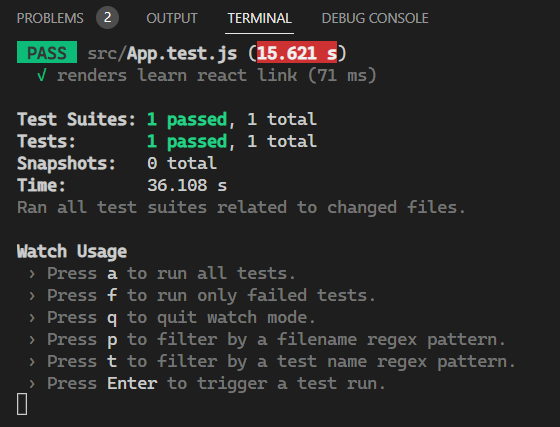 PROBLEMS 2 OUTPUT TERMINAL DEBUG CONSOLE
PASS src/App.test.js (15.621 s)
√ renders learn react link (71 ms)
Test Suites: 1 passed, 1 total
Tests: 1 passed, 1 total
Snapshots: 0 total
Time: 36.108 s
Ran all test suites related to changed files.
Watch Usage
› Press a to run all tests.
› Press f to run only failed tests.
› Press q to quit watch mode.
› Press p to filter by a filename regex pattern.
› Press t to filter by a test name regex pattern.
› Press Enter to trigger a test run.